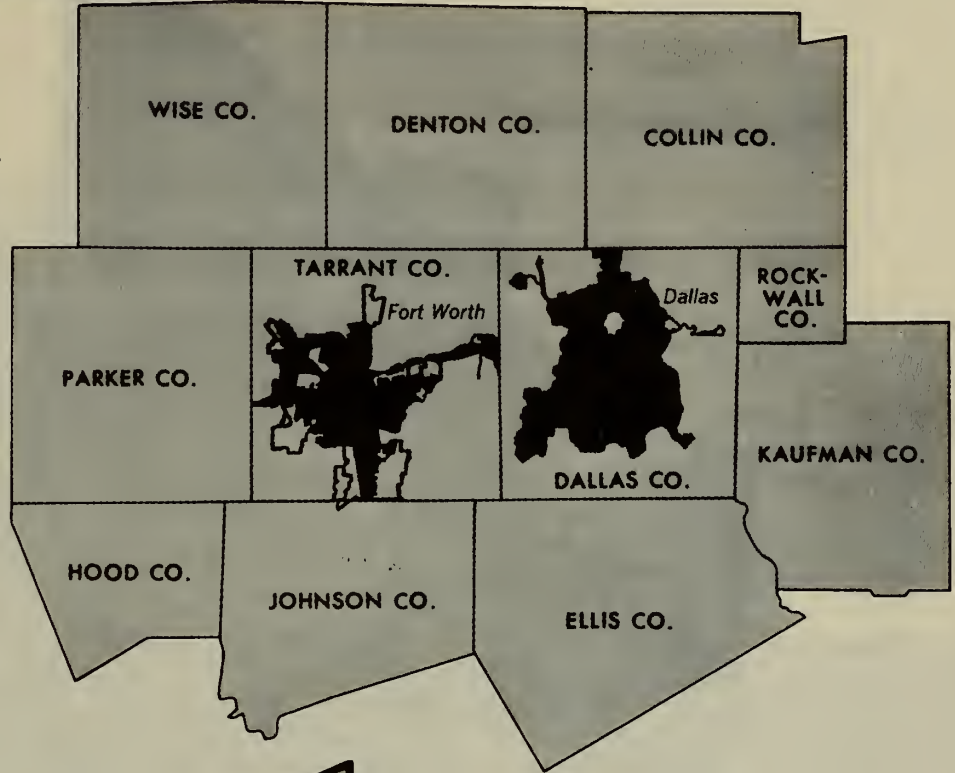 WISE CO.
DENTON CO.
COLLIN CO.
TARRANT CO.
Fort Worth
Dallas
ROCK-
WALL
CO.
PARKER CO.
KAUFMAN CO.
DALLAS CO.
HOOD CO.
JOHNSON CO.
ELLIS CO.